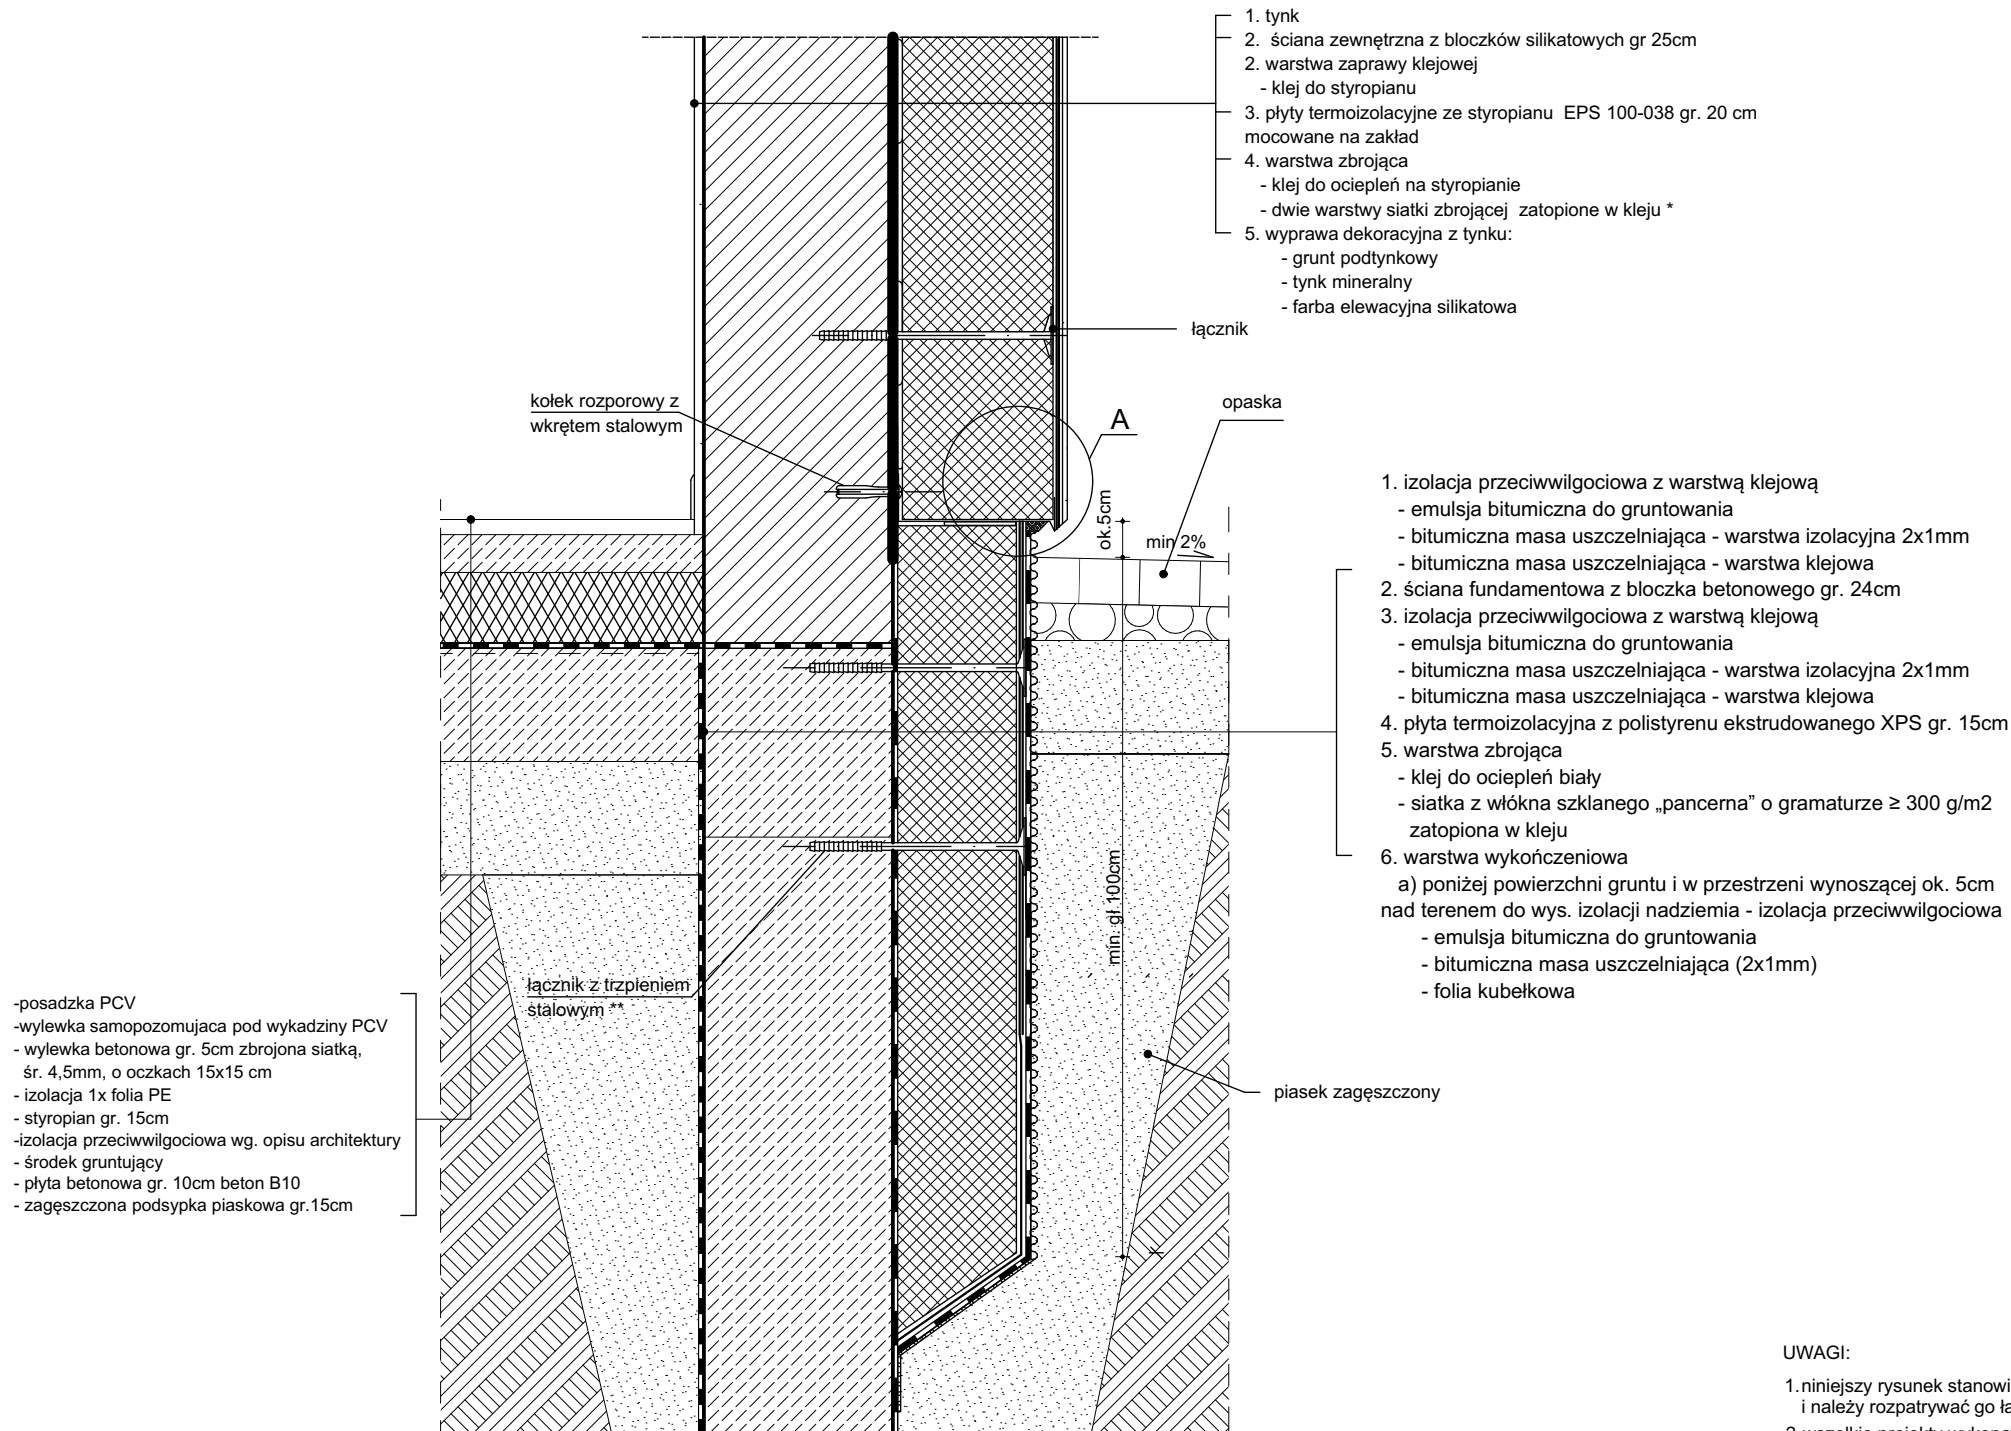 1. tynk
2. ściana zewnętrzna z bloczków silikatowych gr 25cm
2. warstwa zaprawy klejowej
- klej do styropianu
3. płyty termoizolacyjne ze styropianu EPS 100-038 gr. 20 cm
mocowane na zakład
4. warstwa zbrojąca
- klej do ociepleń na styropianie
- dwie warstwy siatki zbrojącej zatopione w kleju *
5. wyprawa dekoracyjna z tynku:
- grunt podtynkowy
- tynk mineralny
- farba elewacyjna silikatowa
łącznik
kołek rozporowy z
wkrętem stalowym
A
opaska
ok.5cm
min 2%
1. izolacja przeciwwilgociowa z warstwą klejową
- emulsja bitumiczna do gruntowania
- bitumiczna masa uszczelniająca - warstwa izolacyjna 2x1mm
- bitumiczna masa uszczelniająca - warstwa klejowa
2. ściana fundamentowa z bloczka betonowego gr. 24cm
3. izolacja przeciwwilgociowa z warstwą klejową
- emulsja bitumiczna do gruntowania
- bitumiczna masa uszczelniająca - warstwa izolacyjna 2x1mm
- bitumiczna masa uszczelniająca - warstwa klejowa
4. płyta termoizolacyjna z polistyrenu ekstrudowanego XPS gr. 15cm
5. warstwa zbrojąca
- klej do ociepleń biały
- siatka z włókna szklanego „pancerna” o gramaturze ≥ 300 g/m2
zatopiona w kleju
6. warstwa wykończeniowa
a) poniżej powierzchni gruntu i w przestrzeni wynoszącej ok. 5cm
nad terenem do wys. izolacji nadziemia - izolacja przeciwwilgociowa
- emulsja bitumiczna do gruntowania
- bitumiczna masa uszczelniająca (2x1mm)
- folia kubełkowa
min. gł.100cm
łącznik z trzpieniem
stalowym **
piasek zagęszczony
-posadzka PCV
-wylewka samopozomujaca pod wykadziny PCV
- wylewka betonowa gr. 5cm zbrojona siatką,
śr. 4,5mm, o oczkach 15x15 cm
- izolacja 1x folia PE
- styropian gr. 15cm
-izolacja przeciwwilgociowa wg. opisu architektury
- środek gruntujący
- płyta betonowa gr. 10cm beton B10
- zagęszczona podsypka piaskowa gr.15cm
UWAGI:
1.niniejszy rysunek stanowi
i należy rozpatrywać go ła